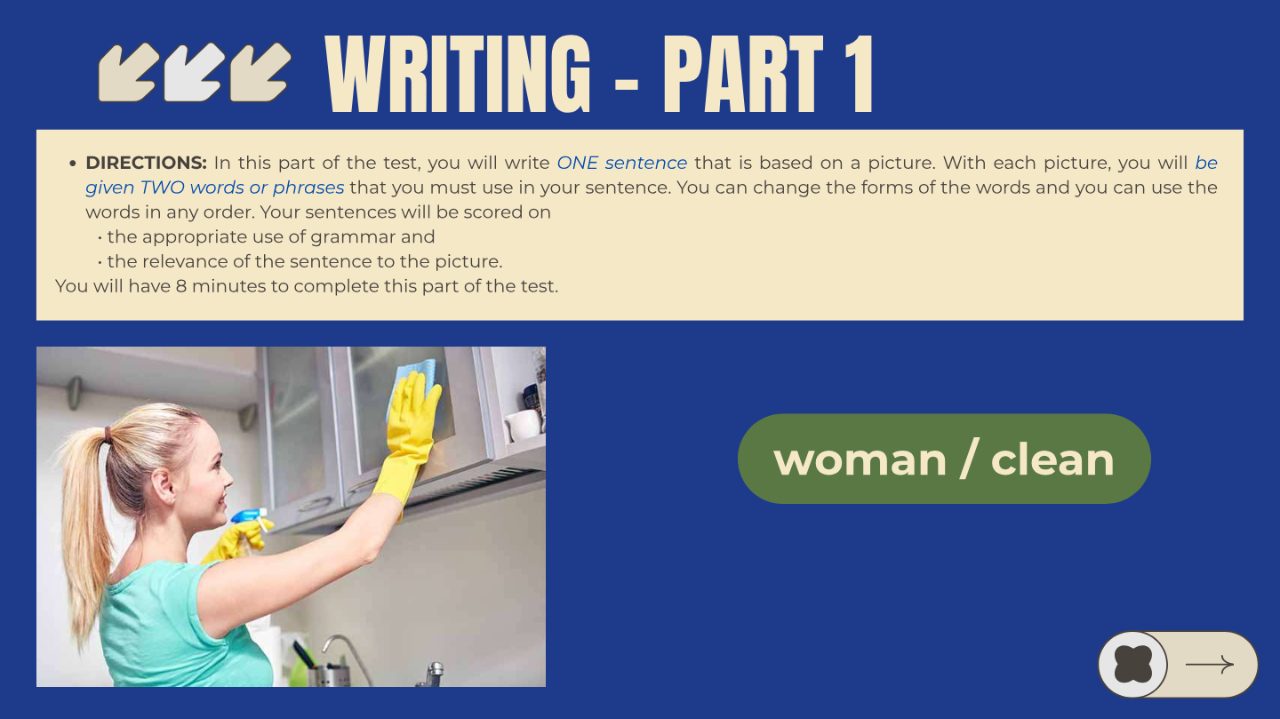 WRITING - PART 1
• DIRECTIONS: In this part of the test, you will write ONE sentence that is based on a picture. With each picture, you will be
given TWO words or phrases that you must use in your sentence. You can change the forms of the words and you can use the
words in any order. Your sentences will be scored on
• the appropriate use of grammar and
• the relevance of the sentence to the picture.
You will have 8 minutes to complete this part of the test.
woman / clean